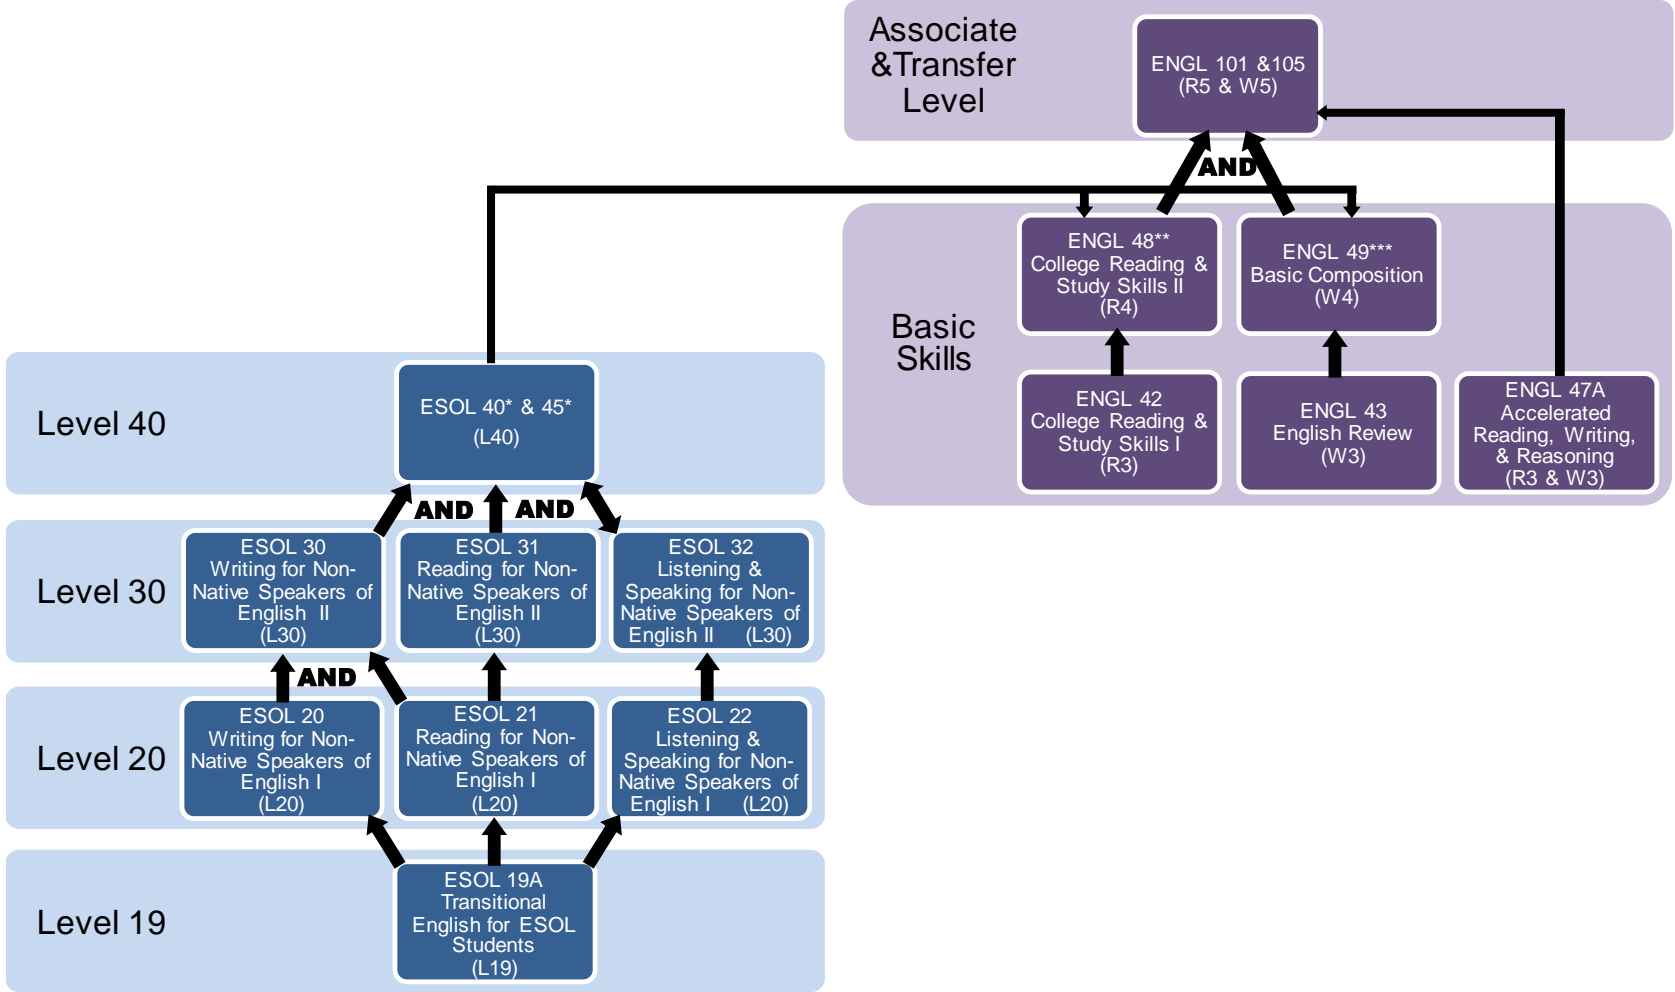 Associate
&Transfer
Level
ENGL 101 &105
(R5 & W5)
AND
Basic
Skills
ENGL 48**
College Reading &
Study Skills II
(R4)
ENGL 49***
Basic Composition
(W4)
ENGL 42
College Reading &
Study Skills I
(R3)
ENGL 43
English Review
(W3)
ENGL 47A
Accelerated
Reading, Writing,
& Reasoning
(R3 & W3)
Level 40
ESOL 40* & 45*
(L40)
AND
AND
Level 30
ESOL 30
Writing for Non-
Native Speakers of
English II
(L30)
ESOL 31
Reading for Non-
Native Speakers of
English II
(L30)
ESOL 32
Listening &
Speaking for Non-
Native Speakers of
English II (L30)
AND
Level 20
ESOL 20
Writing for Non-
Native Speakers of
English I
(L20)
ESOL 21
Reading for Non-
Native Speakers of
English I
(L20)
ESOL 22
Listening &
Speaking for Non-
Native Speakers of
English I (L20)
Level 19
ESOL 19A
Transitional
English for ESOL
Students
(L19)